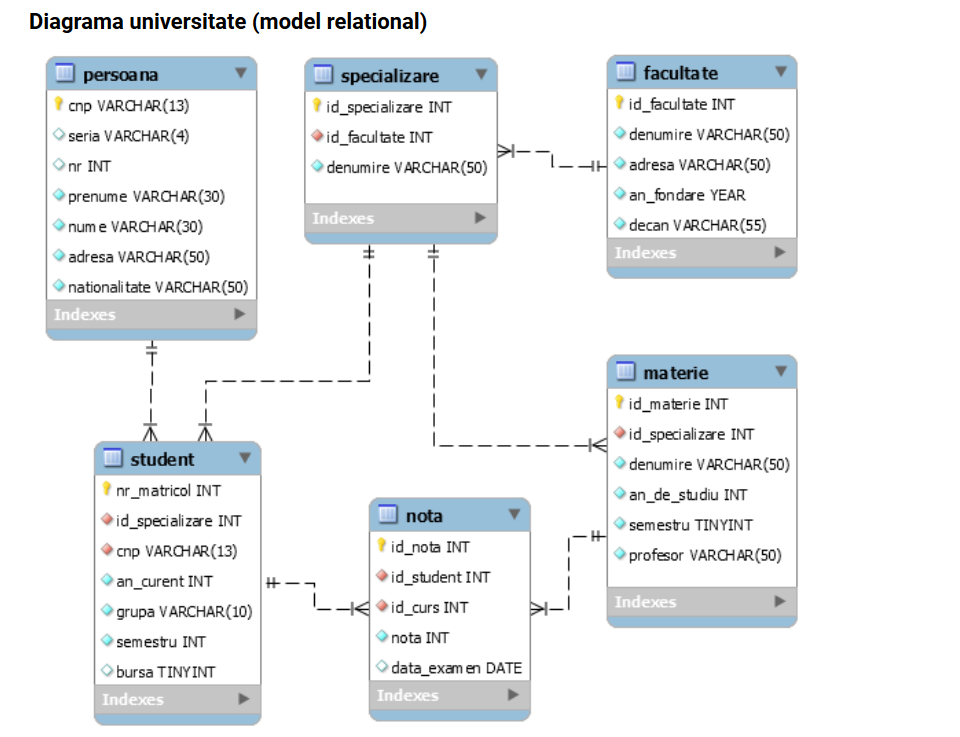 Diagrama universitate (model relational)
persoana
cnp VARCHAR(13)
seria VARCHAR(4)
nr INT
prenume VARCHAR(30)
nume VARCHAR(30)
adresa VARCHAR(50)
nationalitate VARCHAR(50)
Indexes
specializare
id_specializare INT
id_facultate INT
denumire VARCHAR(50)
Indexes
facultate
id_facultate INT
denumire VARCHAR(50)
adresa VARCHAR(50)
an_fondare YEAR
decan VARCHAR(55)
Indexes
materie
id_materie INT
id_specializare INT
denumire VARCHAR(50)
an_de_studiu INT
semestru TINYINT
profesor VARCHAR(50)
Indexes
student
nr_matricol INT
id_specializare INT
cnp VARCHAR(13)
an_curent INT
grupa VARCHAR(10)
semestru INT
bursa TINYINT
Indexes
nota
id_nota INT
id_student INT
id_curs INT
nota INT
data_examen DATE
Indexes